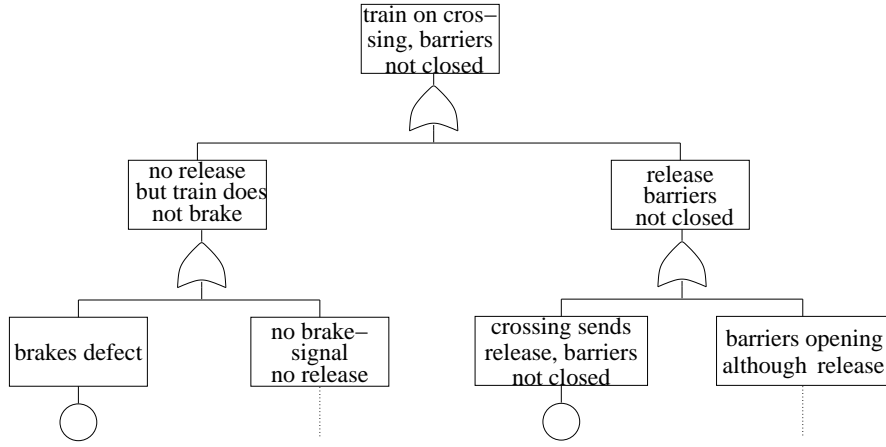 train on cros–
sing, barriers
not closed
no release
but train does
not brake
release
barriers
not closed
brakes defect
no brake–
signal
no release
crossing sends
release, barriers
not closed
barriers opening
although release